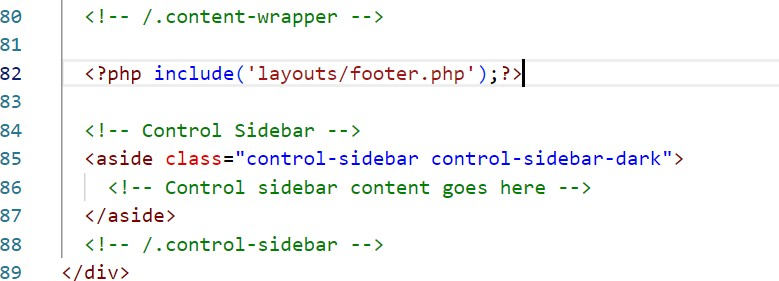 80 <!-- /.content-wrapper -->
81
82 <?php include('layouts/footer.php');?>
83
84 <!-- Control Sidebar -->
85 <aside class="control-sidebar control-sidebar-dark">
86 <!-- Control sidebar content goes here -->
87 </aside>
88 <!-- /.control-sidebar -->
89 </div>